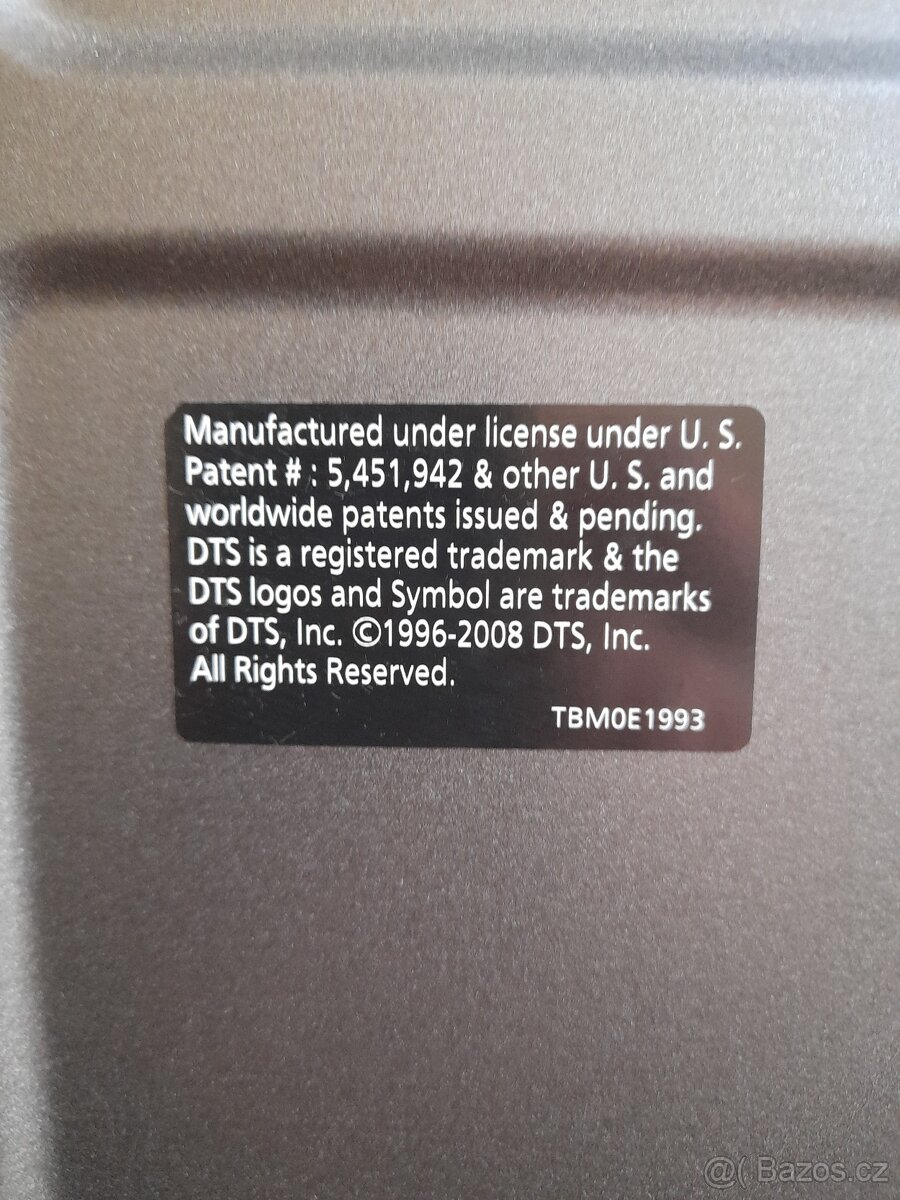 Manufactured under license under U. S.
Patent # : 5,451,942 & other U. S. and
worldwide patents issued & pending.
DTS is a registered trademark & the
DTS logos and Symbol are trademarks
of DTS, Inc. ©1996-2008 DTS, Inc.
All Rights Reserved.
TBM0E1993
@( Bazos.cz